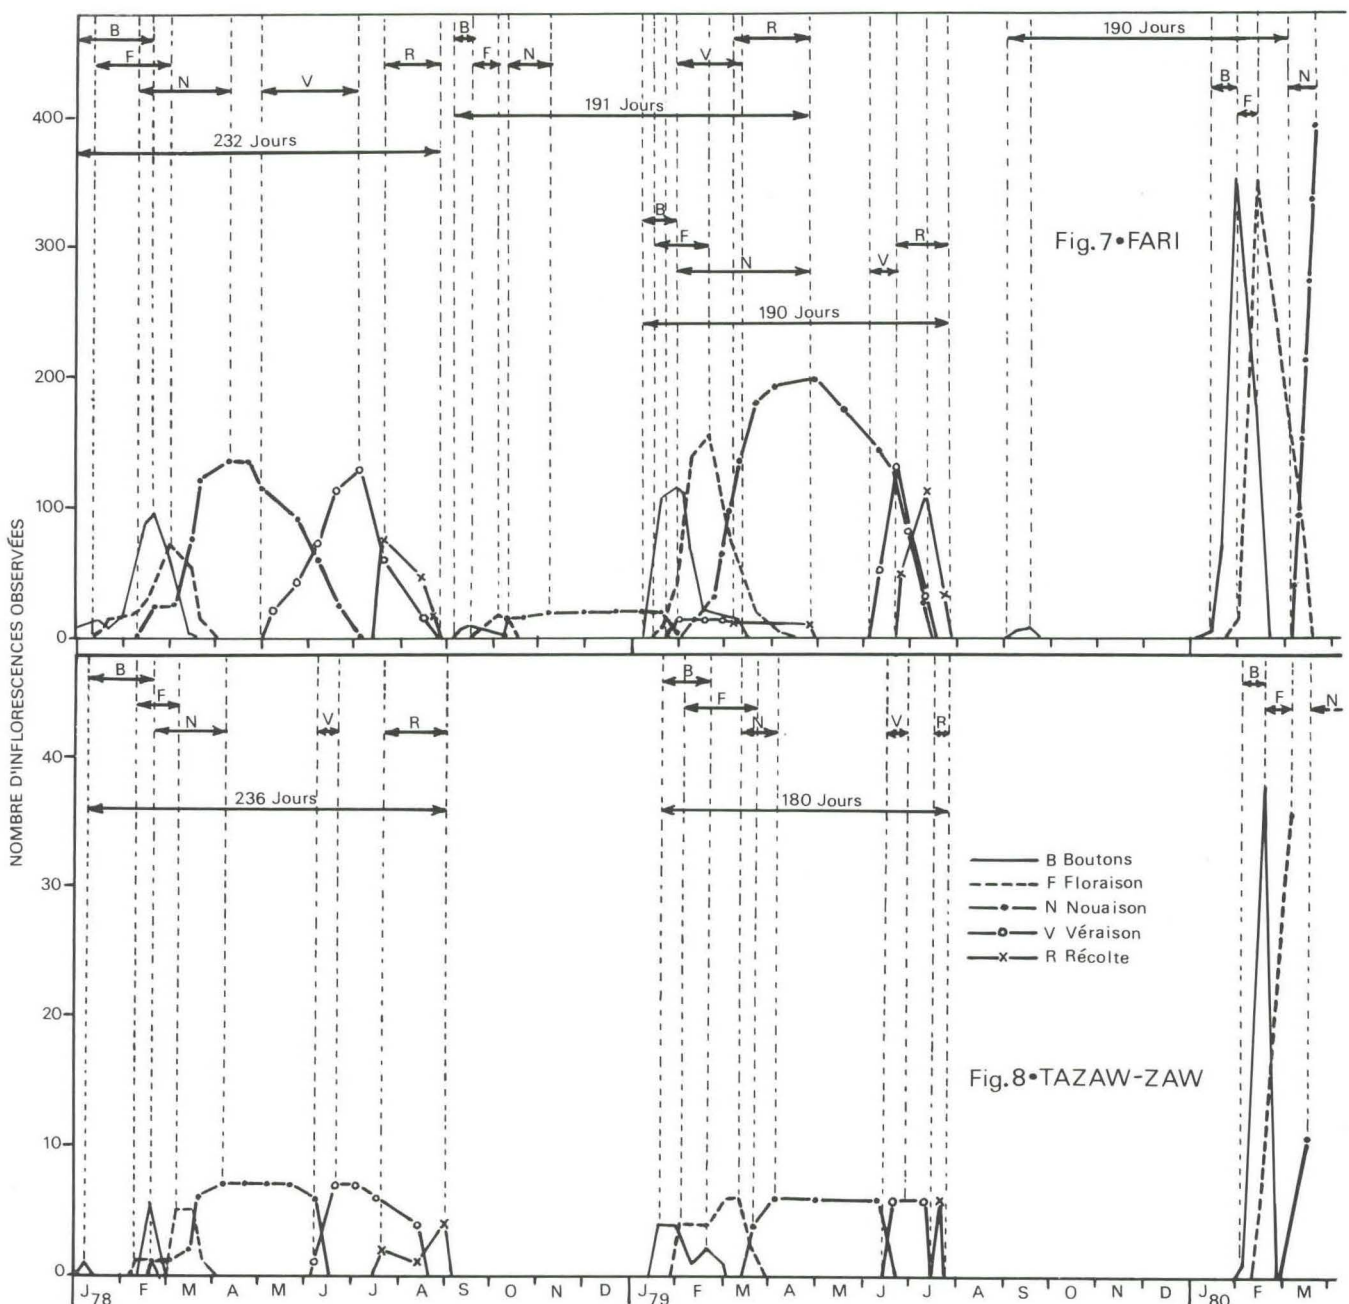 NOMBRE D'INFLORESCENCES OBSERVÉES
B B R 190 Jours
F F N V B N
N V R F
191 Jours
400
232 Jours
B
F R
300 N V Fig.7•FARI
190 Jours
200
100
0
B B B
F F F N
N V R N V R
40
236 Jours 180 Jours
B Boutons
F Floraison
30
N Nouaison
V Véraison
R Récolte
20
Fig.8•TAZAW-ZAW
10
0
J78 F M A M J J A S O N D J79 F M A M J J A S O N D J80 F M